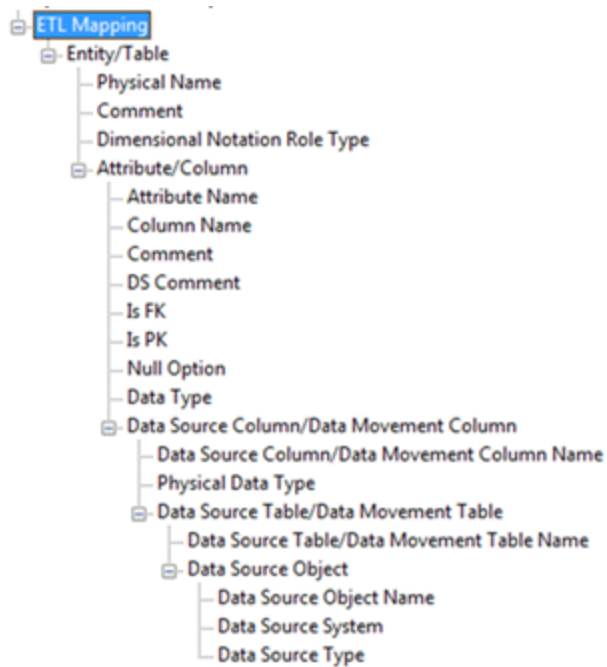 ETL Mapping
Entity/Table
Physical Name
Comment
Dimensional Notation Role Type
Attribute/Column
Attribute Name
Column Name
Comment
DS Comment
Is FK
Is PK
Null Option
Data Type
Data Source Column/Data Movement Column
Data Source Column/Data Movement Column Name
Physical Data Type
Data Source Table/Data Movement Table
Data Source Table/Data Movement Table Name
Data Source Object
Data Source Object Name
Data Source System
Data Source Type